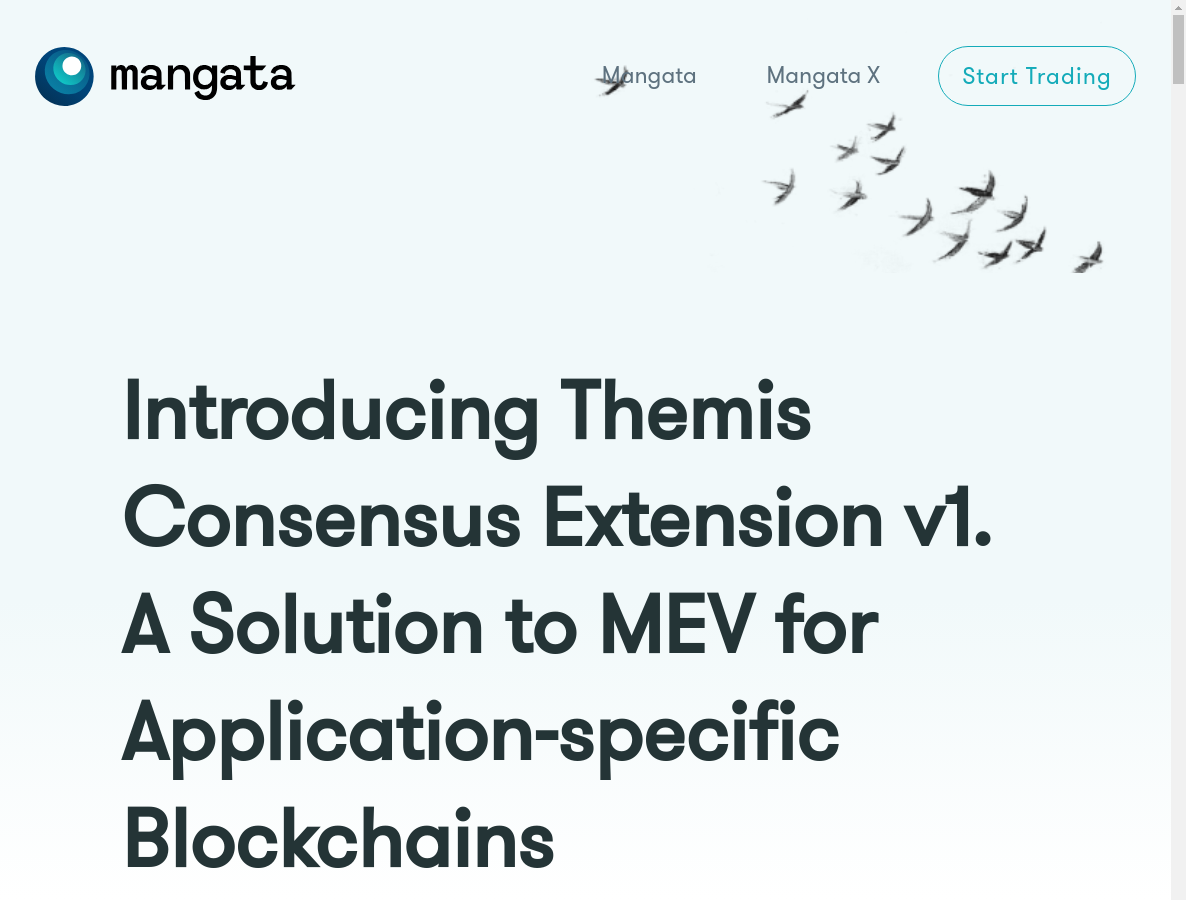 mangata
Mangata
Mangata X
Start Trading
Introducing Themis
Consensus Extension v1.
A Solution to MEV for
Application-specific
Blockchains